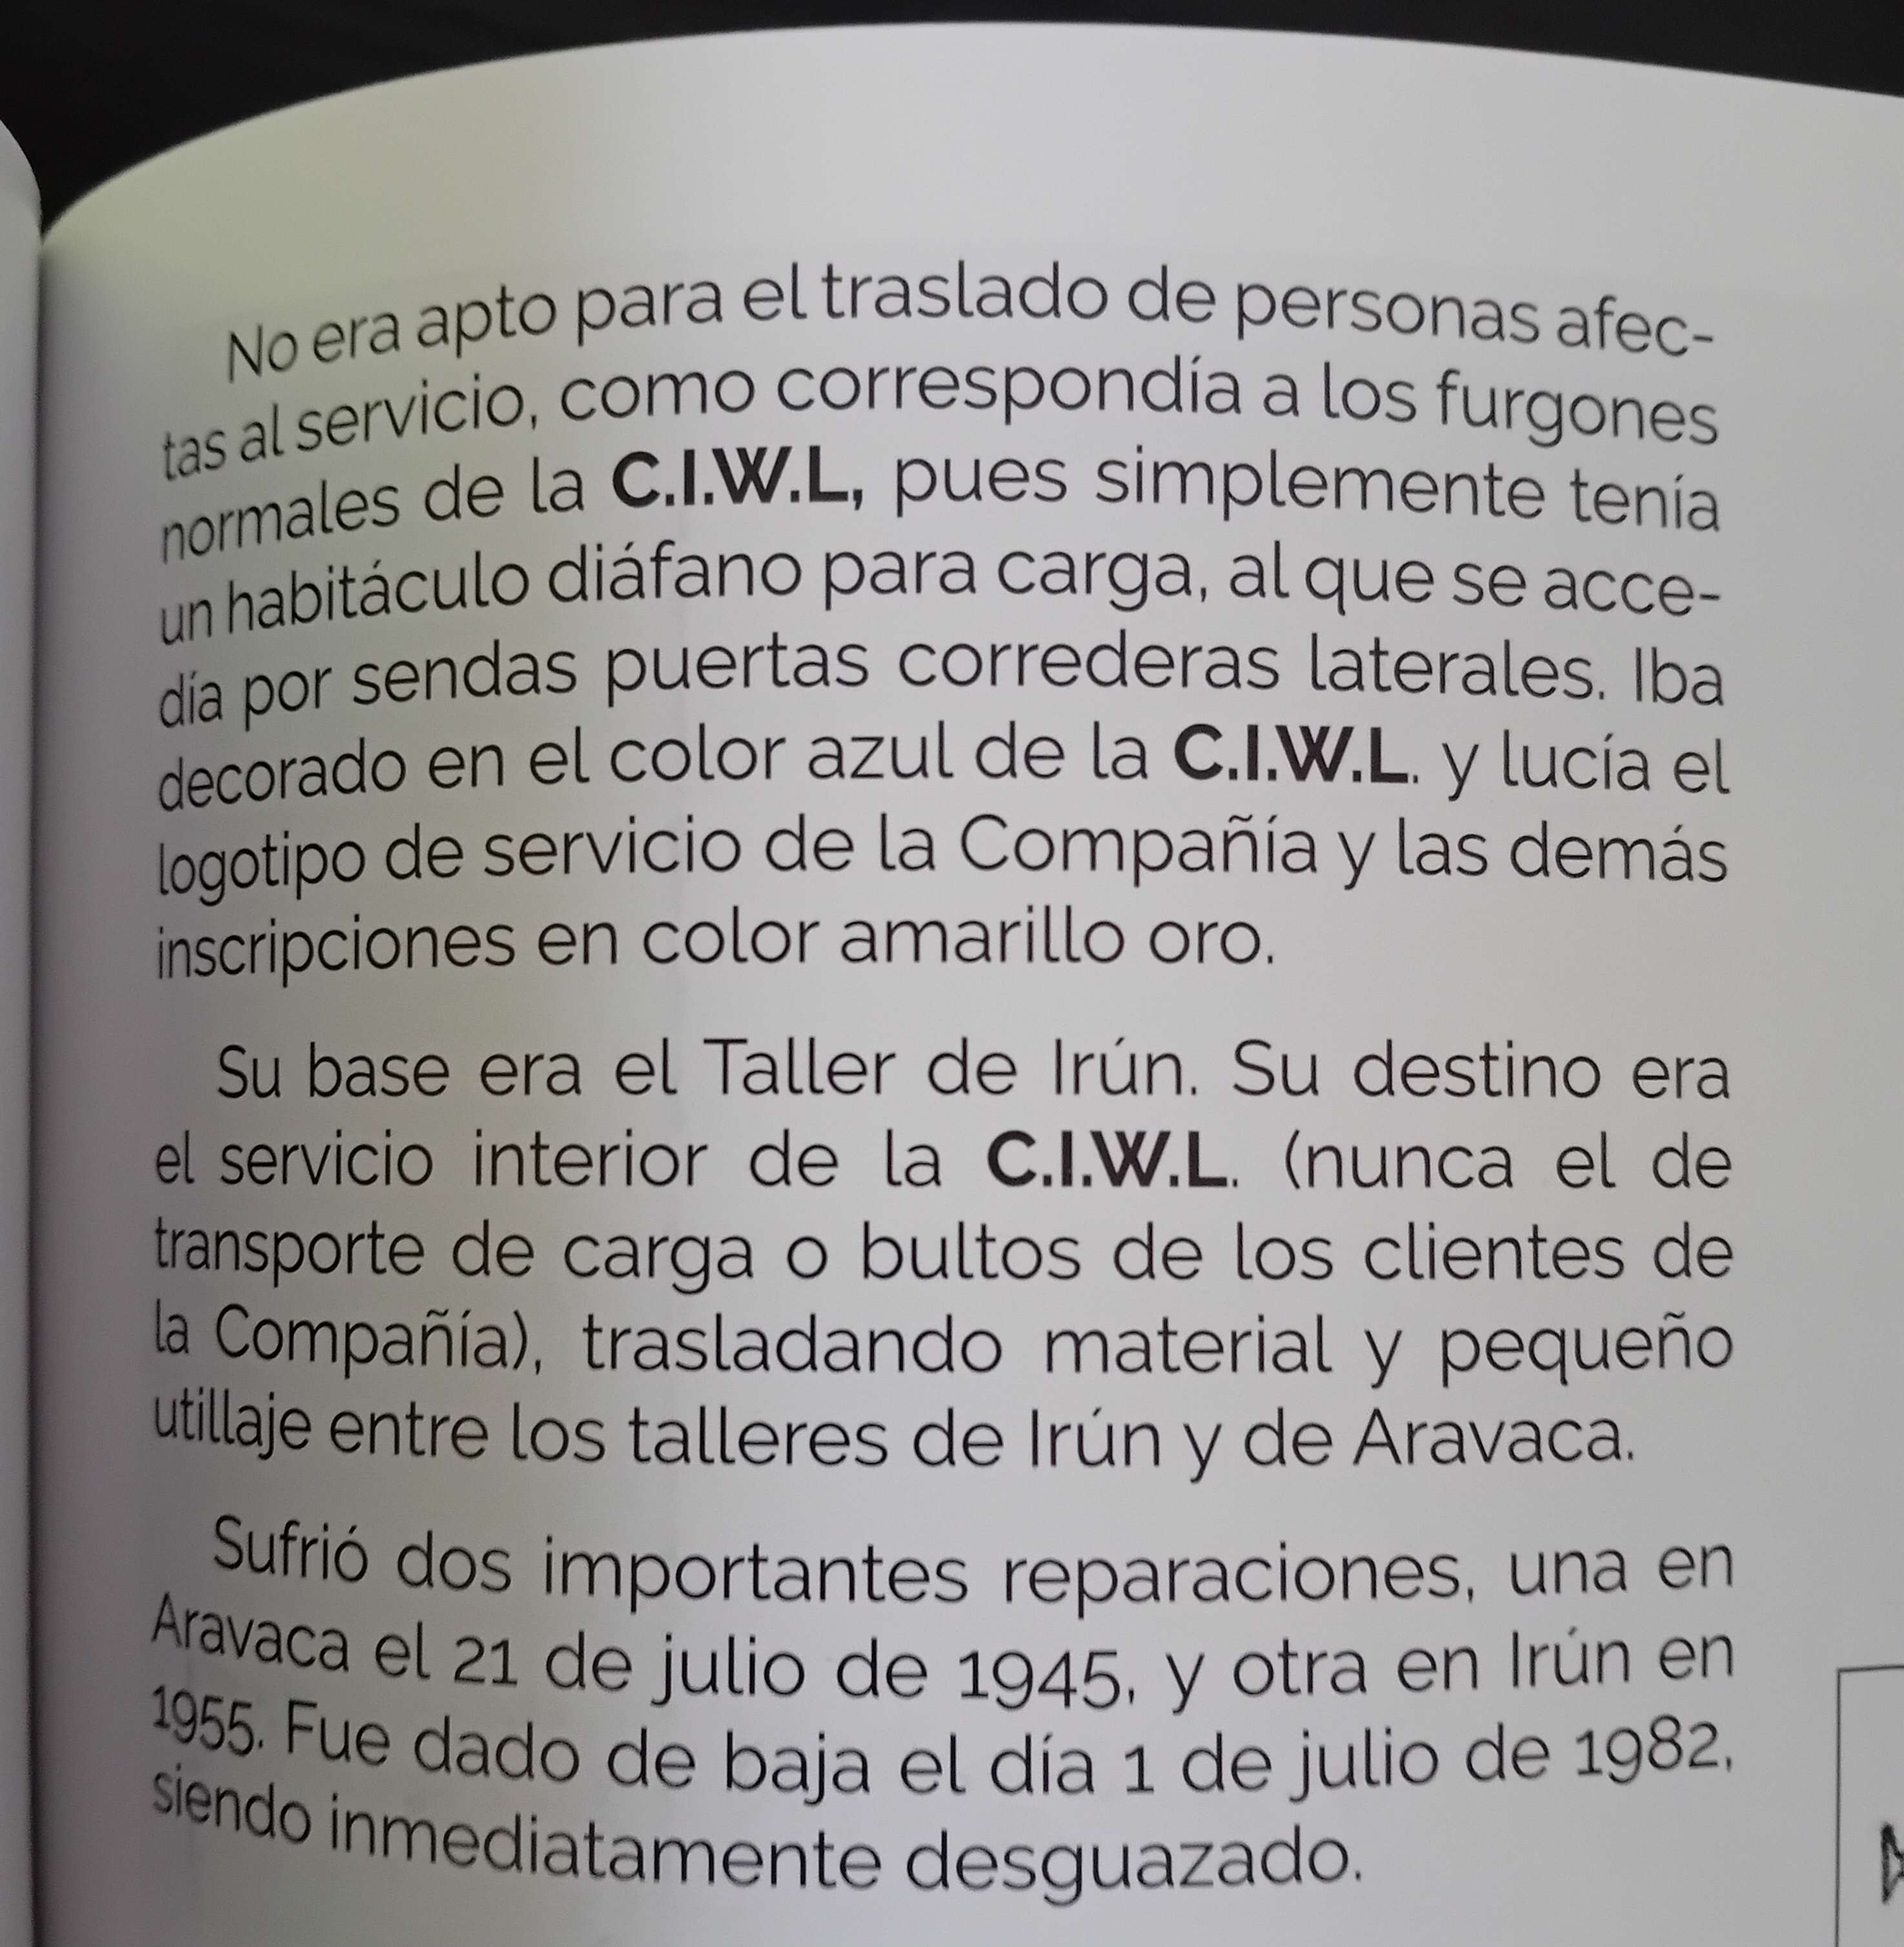 No era apto para el traslado de personas afec-
tas al servicio, como correspondía a los furgones
normales de la C.I.W.L, pues simplemente tenía
un habitáculo diáfano para carga, al que se acce-
día por sendas puertas correderas laterales. Iba
decorado en el color azul de la C.I.W.L. y lucía el
logotipo de servicio de la Compañía y las demás
inscripciones en color amarillo oro.
Su base era el Taller de Irún. Su destino era
el servicio interior de la C.I.W.L. (nunca el de
transporte de carga o bultos de los clientes de
la Compañía), trasladando material y pequeño
utillaje entre los talleres de Irún y de Aravaca.
Sufrió dos importantes reparaciones, una en
Aravaca el 21 de julio de 1945, y otra en Irún en
1955. Fue dado de baja el día 1 de julio de 1982,
siendo inmediatamente desguazado.